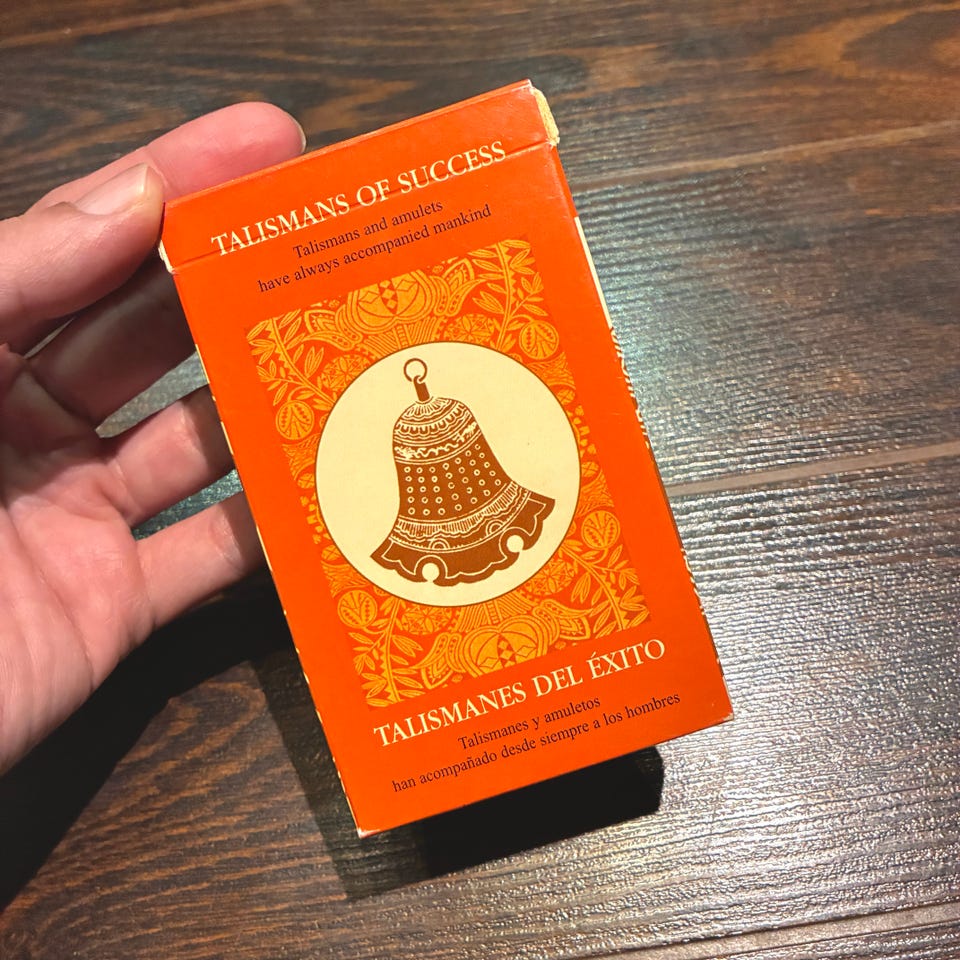 TALISMANS OF SUCCESS
Talismans and amulets
have always accompanied mankind
TALISMANES DEL ÉXITO
Talismanes y amuletos
han acompañado desde siempre a los hombres